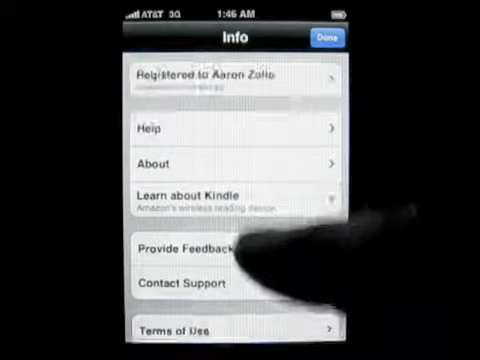 AT&T 3G 1:46 AM
Info
Done
Registered to Aaron Zollo
Help
About
Learn about Kindle
Amazon's wireless reading device
Provide Feedback
Contact Support
Terms of Use